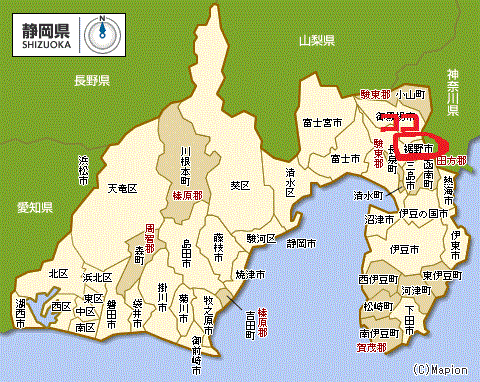 静岡県
SHIZUOKA
山梨県
長野県
神奈川県
愛知県
駿東郡
小山町
御殿場市
富士宮市
裾野市
富士市
駿東郡
長泉町
三島市
函南町
田方郡
清水町
熱海市
沼津市
伊豆の国市
伊東市
伊豆市
西伊豆町
東伊豆町
河津町
松崎町
下田市
南伊豆町
賀茂郡
川根本町
榛原郡
葵区
清水区
駿河区
静岡市
浜松市
天竜区
周智郡
森町
島田市
藤枝市
焼津市
北区
浜北区
東区
西区
中区
南区
湖西市
磐田市
袋井市
掛川市
菊川市
牧之原市
吉田町
榛原郡
御前崎市
(C)Mapion